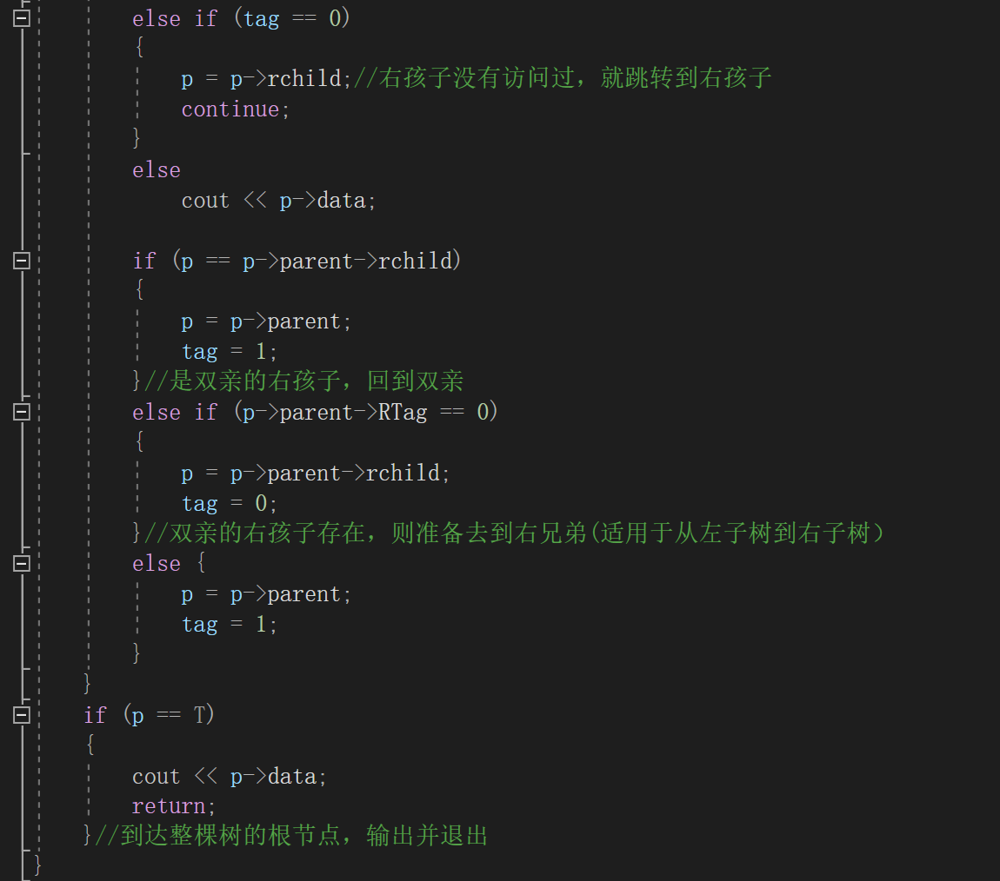 else if (tag == 0)
{
p = p->rchild;//右孩子没有访问过，就跳转到右孩子
continue;
}
else
cout << p->data;
if (p == p->parent->rchild)
{
p = p->parent;
tag = 1;
}//是双亲的右孩子，回到双亲
else if (p->parent->RTag == 0)
{
p = p->parent->rchild;
tag = 0;
}//双亲的右孩子存在，则准备去到右兄弟(适用于从左子树到右子树）
else {
p = p->parent;
tag = 1;
}
}
if (p == T)
{
cout << p->data;
return;
}//到达整棵树的根节点，输出并退出
}